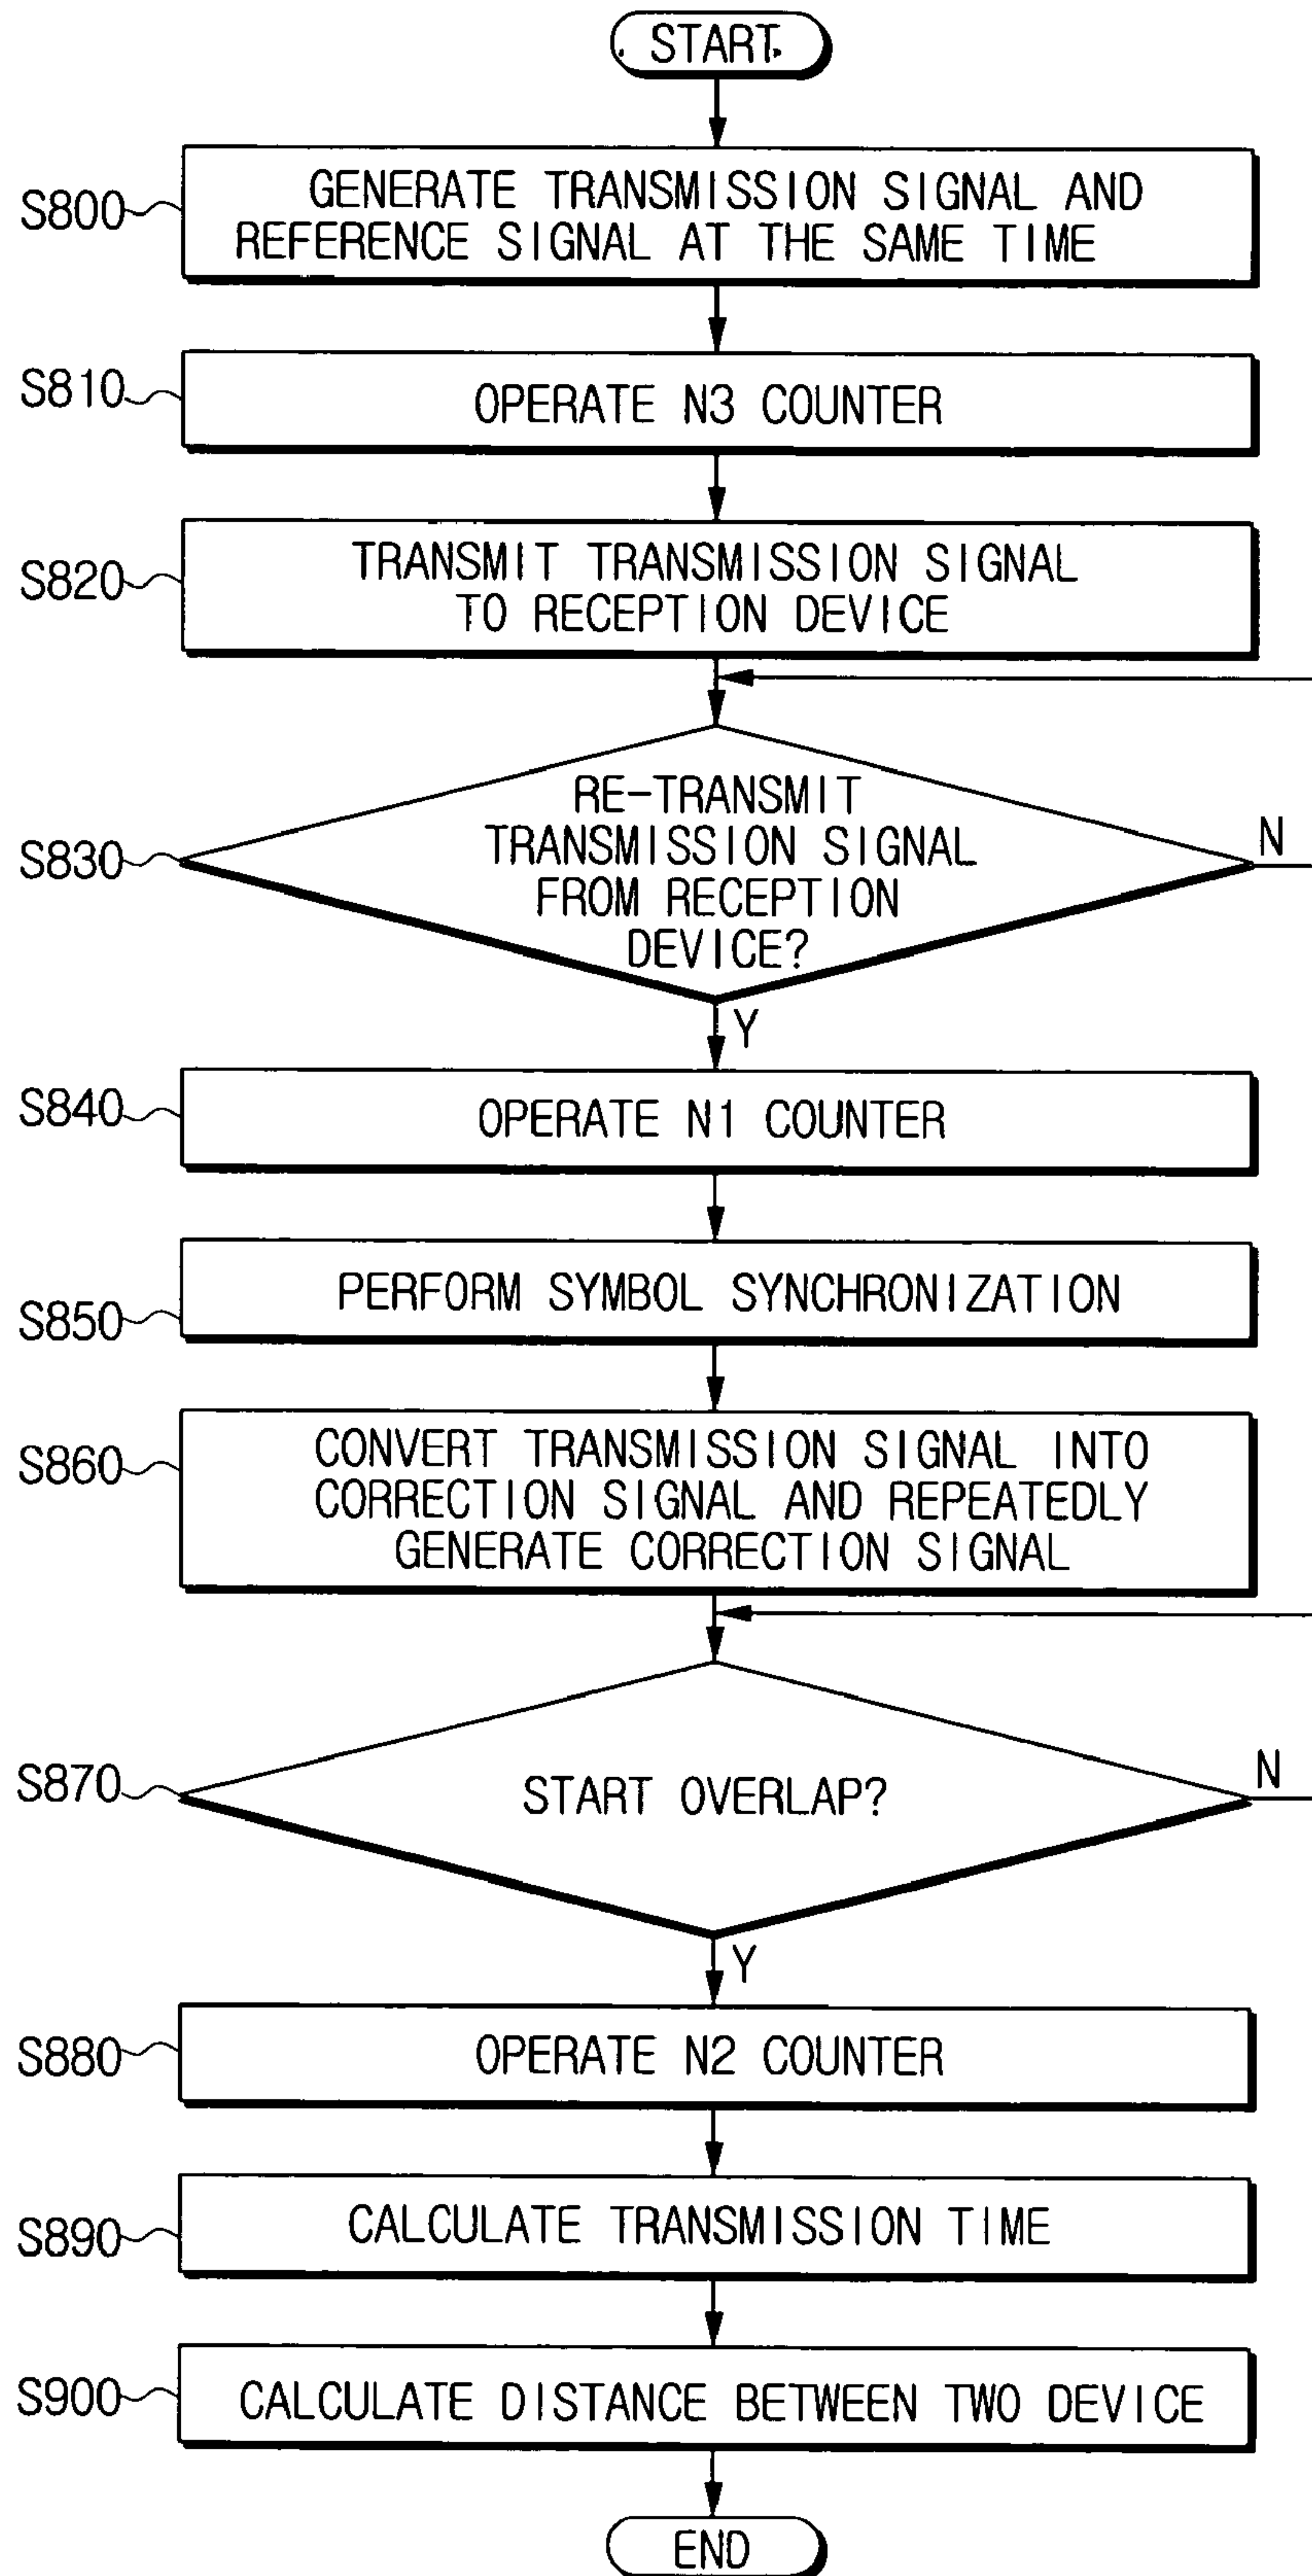 START
S800
GENERATE TRANSMISSION SIGNAL AND
REFERENCE SIGNAL AT THE SAME TIME
S810
OPERATE N3 COUNTER
S820
TRANSMIT TRANSMISSION SIGNAL
TO RECEPTION DEVICE
S830
RE-TRANSMIT
TRANSMISSION SIGNAL
FROM RECEPTION
DEVICE?
N
Y
S840
OPERATE N1 COUNTER
S850
PERFORM SYMBOL SYNCHRONIZATION
S860
CONVERT TRANSMISSION SIGNAL INTO
CORRECTION SIGNAL AND REPEATEDLY
GENERATE CORRECTION SIGNAL
S870
START OVERLAP?
N
Y
S880
OPERATE N2 COUNTER
S890
CALCULATE TRANSMISSION TIME
S900
CALCULATE DISTANCE BETWEEN TWO DEVICE
END